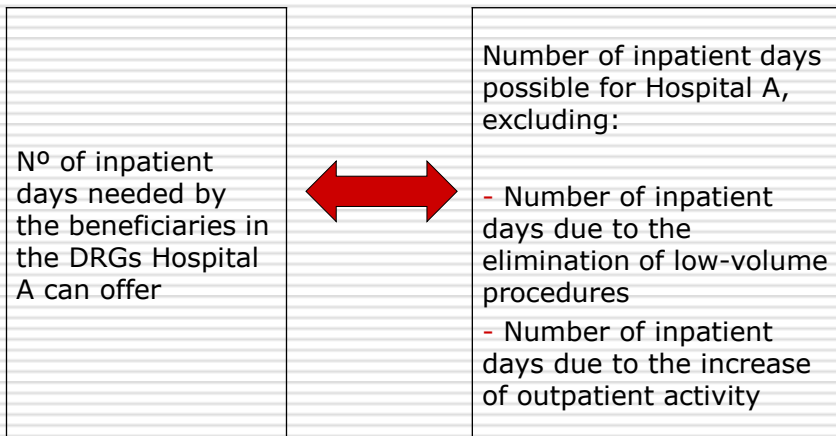 Nº of inpatient
days needed by
the beneficiaries in
the DRGs Hospital
A can offer
Number of inpatient days
possible for Hospital A,
excluding:
- Number of inpatient
days due to the
elimination of low-volume
procedures
- Number of inpatient
days due to the increase
of outpatient activity